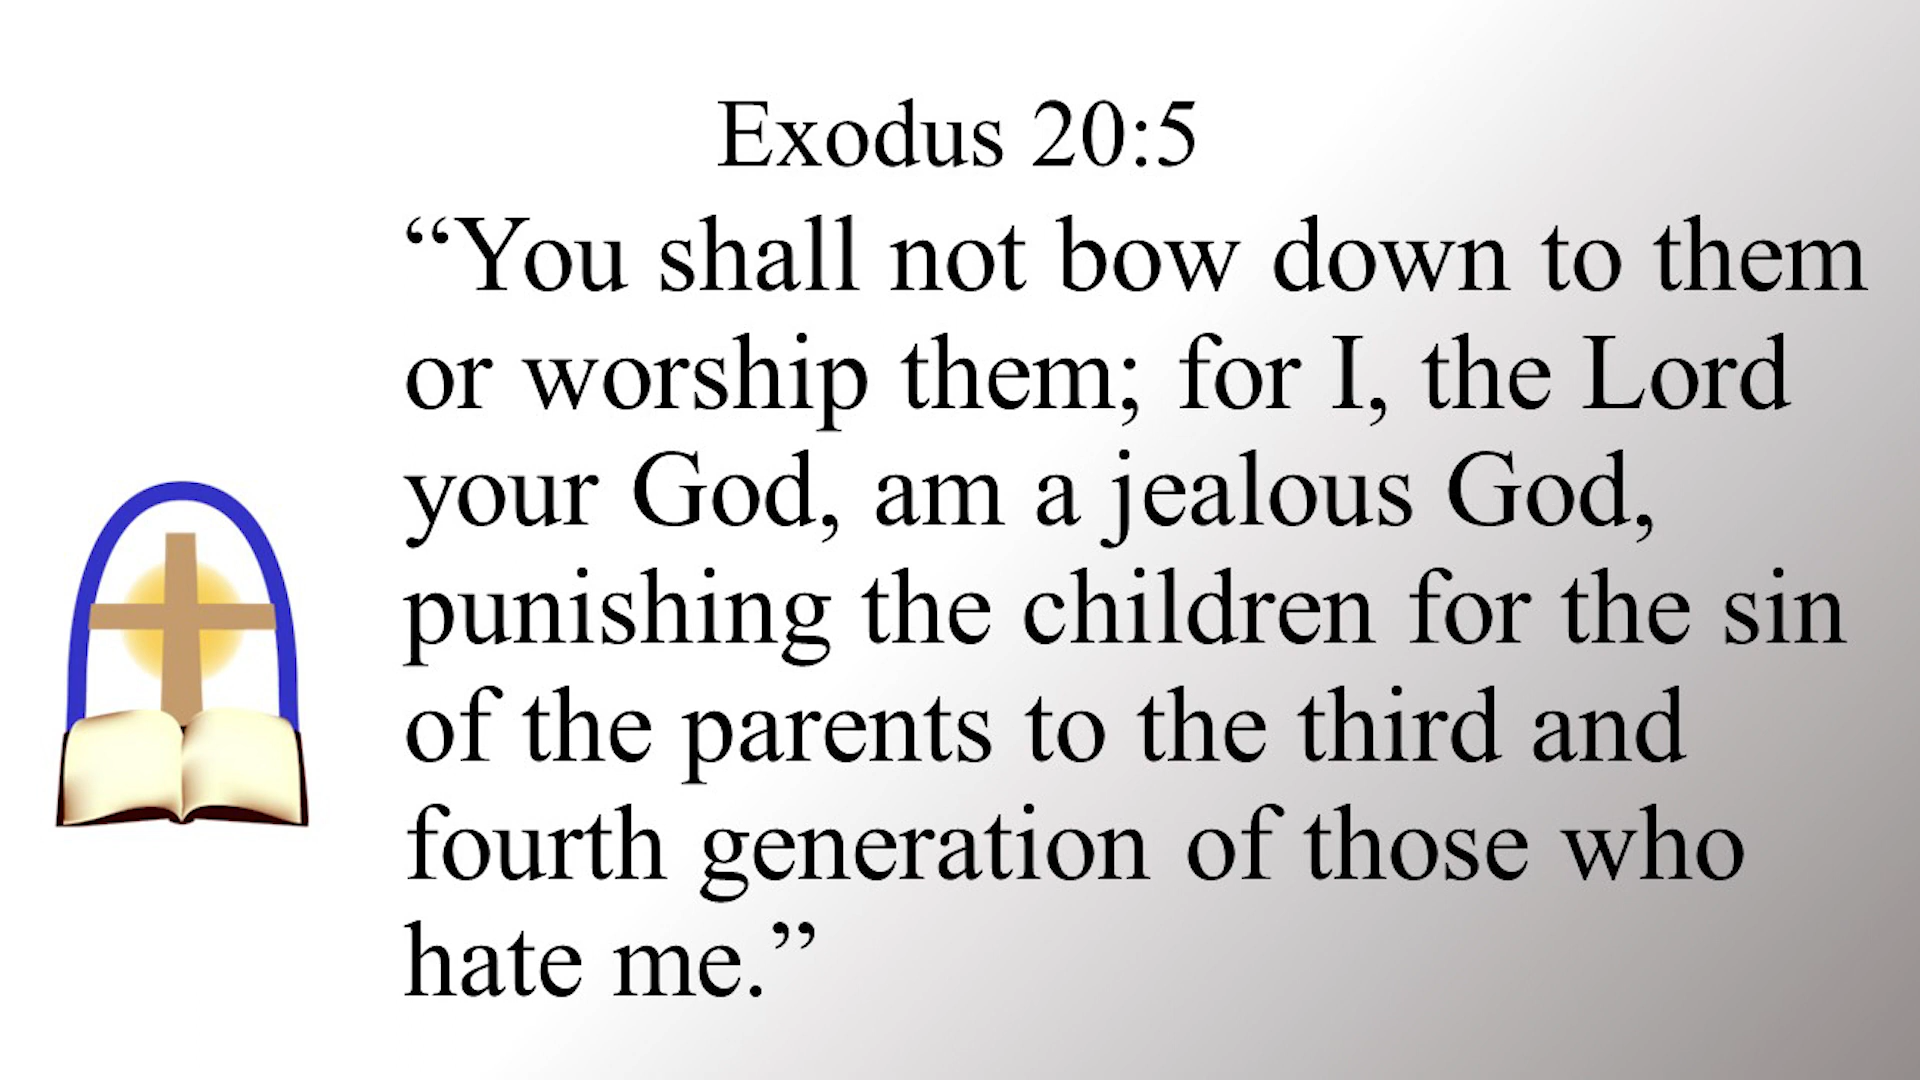 Exodus 20:5
“You shall not bow down to them
or worship them; for I, the Lord
your God, am a jealous God,
punishing the children for the sin
of the parents to the third and
fourth generation of those who
hate me.”